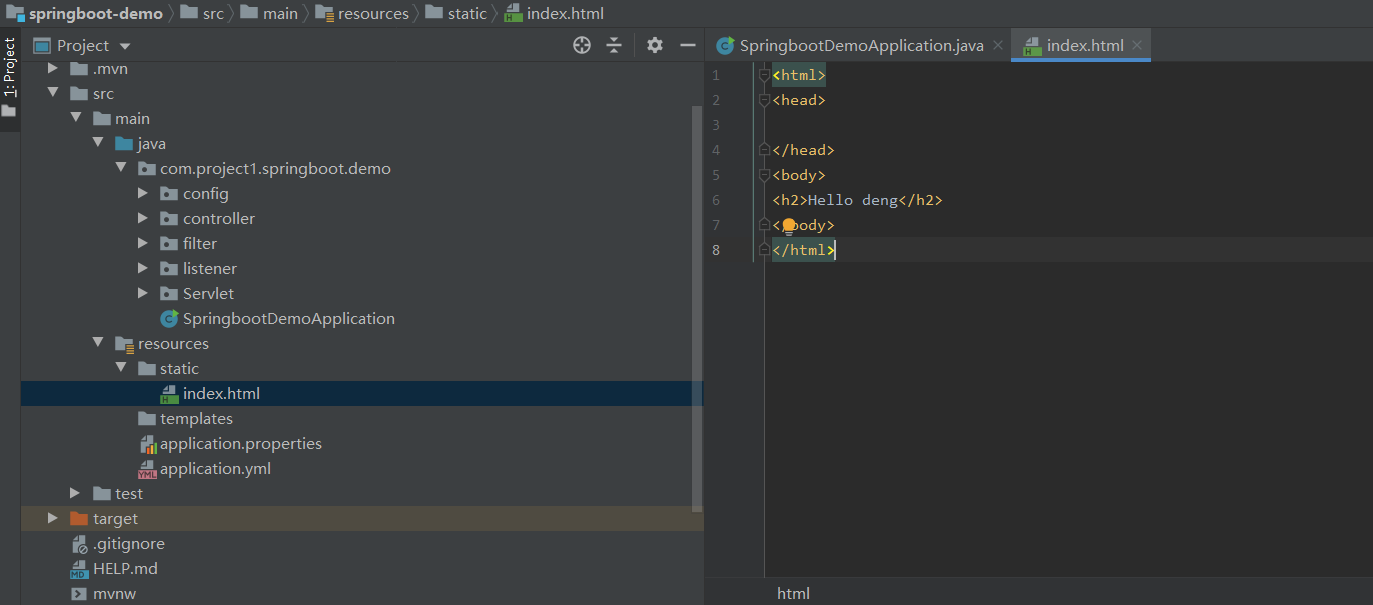 springboot-demo src main resources static index.html
1: Project
Project
.mvn
src
main
java
com.project1.springboot.demo
config
controller
filter
listener
Servlet
SpringbootDemoApplication
resources
static
index.html
templates
application.properties
application.yml
test
target
.gitignore
HELP.md
mvnw
SpringbootDemoApplication.java index.html
1 <html>
2 <head>
3
4 </head>
5 <body>
6 <h2>Hello deng</h2>
7 </body>
8 </html>
html